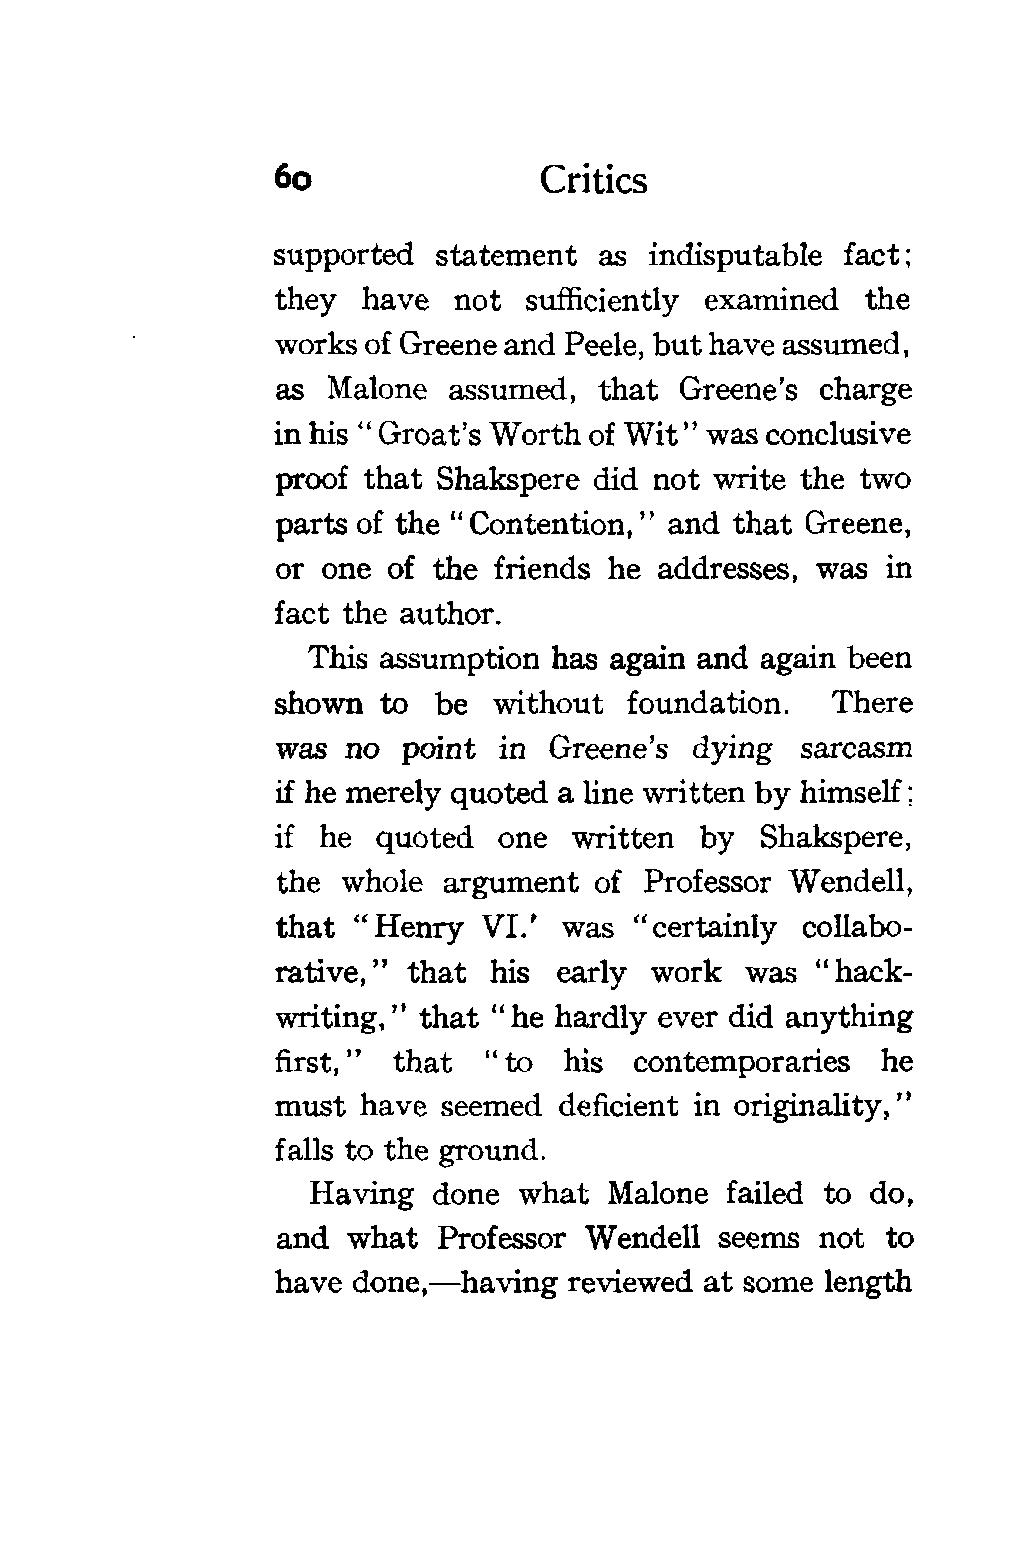 60 Critics
supported statement as indisputable fact;
they have not sufficiently examined the
works of Greene and Peele, but have assumed,
as Malone assumed, that Greene's charge
in his "Groat's Worth of Wit" was conclusive
proof that Shakspere did not write the two
parts of the "Contention," and that Greene,
or one of the friends he addresses, was in
fact the author.
This assumption has again and again been
shown to be without foundation. There
was no point in Greene's dying sarcasm
if he merely quoted a line written by himself;
if he quoted one written by Shakspere,
the whole argument of Professor Wendell,
that "Henry VI.' was "certainly collabo-
rative," that his early work was "hack-
writing," that "he hardly ever did anything
first," that "to his contemporaries he
must have seemed deficient in originality,"
falls to the ground.
Having done what Malone failed to do,
and what Professor Wendell seems not to
have done,—having reviewed at some length